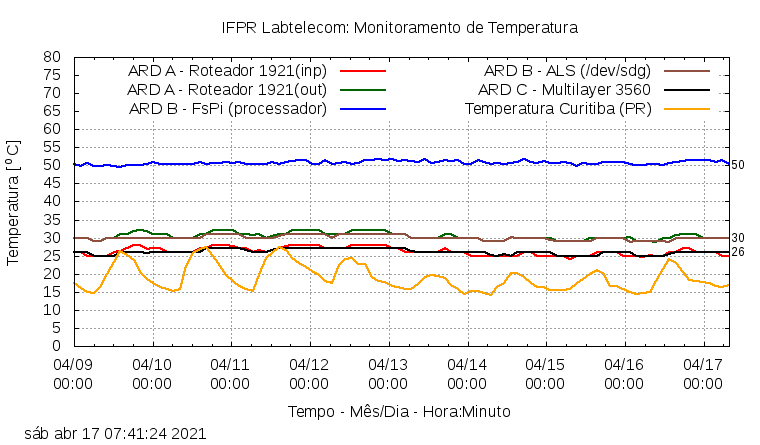 IFPR Labtelecom: Monitoramento de Temperatura
ARD A - Roteador 1921(inp)
ARD A - Roteador 1921(out)
ARD B - FsPi (processador)
ARD B - ALS (/dev/sdg)
ARD C - Multilayer 3560
Temperatura Curitiba (PR)
Temperatura [ °C]
80
75
70
65
60
55
50
45
40
35
30
25
20
15
10
5
0
50
30
26
04/09 04/10 04/11 04/12 04/13 04/14 04/15 04/16 04/17
00:00 00:00 00:00 00:00 00:00 00:00 00:00 00:00 00:00
Tempo - Mês/Dia - Hora:Minuto
sáb abr 17 07:41:24 2021